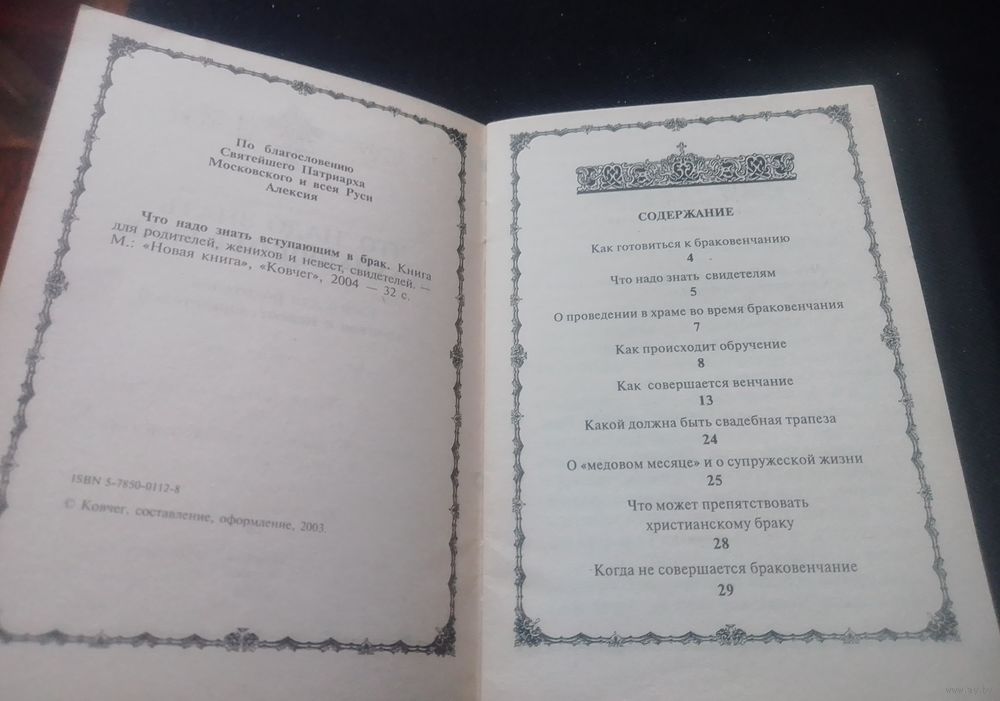 По благословению
Святейшего Патриарха
Московского и всея Руси
Алексия
Что надо знать вступающим в брак. Книга
для родителей, женихов и невест, свидетелей. —
М.: «Новая книга», «Ковчег», 2004 — 32 с.
ISBN 5-7850-0112-8
© Ковчег, составление, оформление, 2003.
СОДЕРЖАНИЕ
Как готовиться к браковенчанию
4
Что надо знать свидетелям
5
О проведении в храме во время браковенчания
7
Как происходит обручение
8
Как совершается венчание
13
Какой должна быть свадебная трапеза
24
О «медовом месяце» и о супружеской жизни
25
Что может препятствовать
христианскому браку
28
Когда не совершается браковенчание
29
www.ay.by